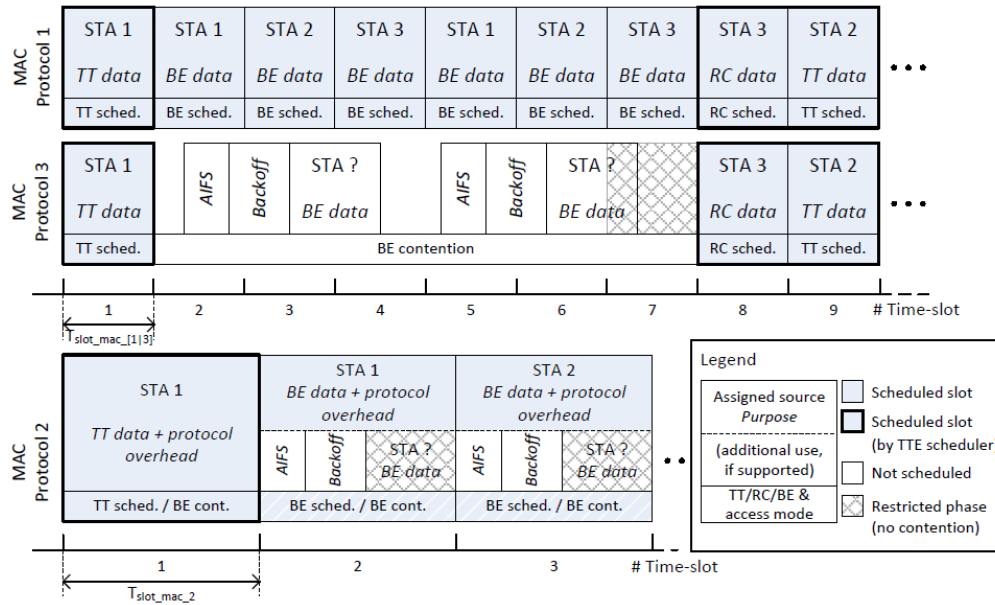 MAC
Protocol 1
STA 1 STA 1 STA 2 STA 3 STA 1 STA 2 STA 3 STA 3 STA 2
TT data BE data BE data BE data BE data BE data BE data RC data TT data
TT sched. BE sched. BE sched. BE sched. BE sched. BE sched. BE sched. RC sched. TT sched.
MAC
Protocol 3
STA 1 AIFS Backoff STA ? AIFS Backoff STA ? STA 3 STA 2
TT data BE data BE data RC data TT data
TT sched. BE contention RC sched. TT sched.
1 2 3 4 5 6 7 8 9 # Time-slot
Tslot_mac_[1|3]
MAC
Protocol 2
STA 1
TT data + protocol
overhead
TT sched. / BE cont.
STA 1
BE data + protocol
overhead
AIFS Backoff STA ?
BE data
BE sched. / BE cont.
STA 2
BE data + protocol
overhead
AIFS Backoff STA ?
BE data
BE sched. / BE cont.
1 2 3 # Time-slot
Tslot_mac_2
Legend
Assigned source
Purpose
(additional use,
if supported)
TT/RC/BE &
access mode
Scheduled slot
Scheduled slot
(by TTE scheduler)
Not scheduled
Restricted phase
(no contention)